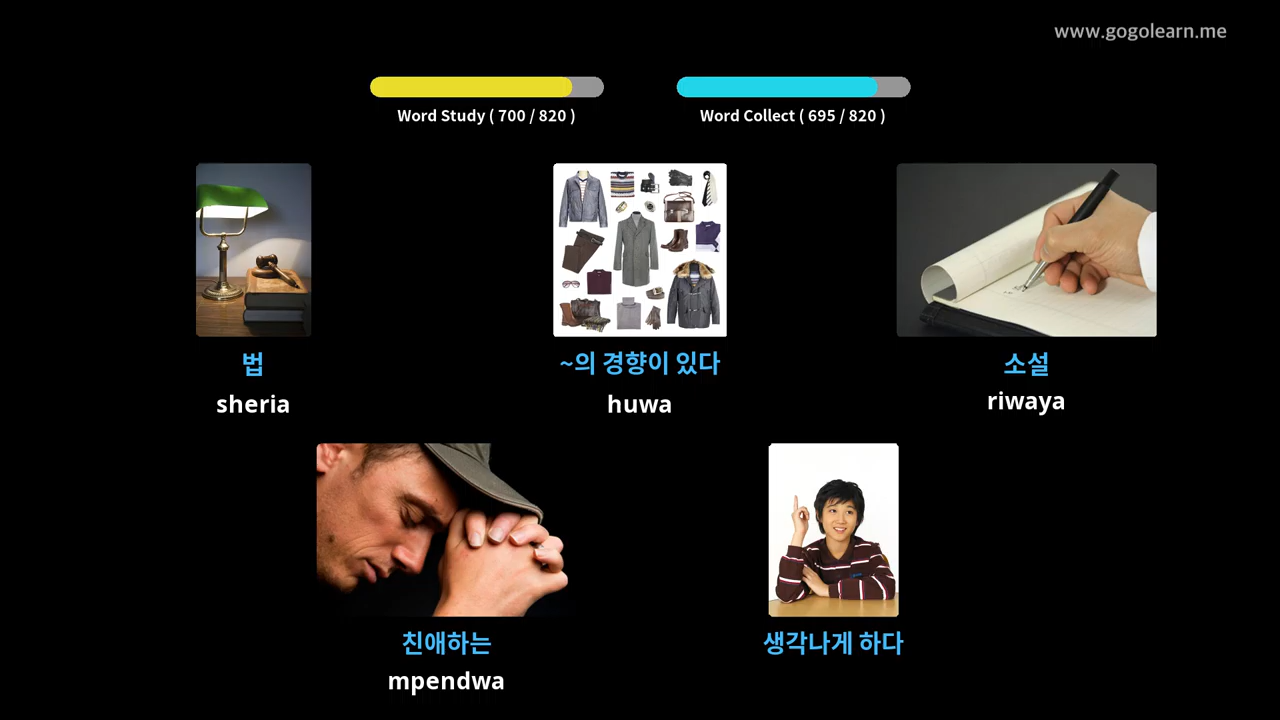 www.gogolearn.me
Word Study ( 700 / 820 )
Word Collect ( 695 / 820 )
법
sheria
~의 경향이 있다
huwa
소설
riwaya
친애하는
mpendwa
생각나게 하다